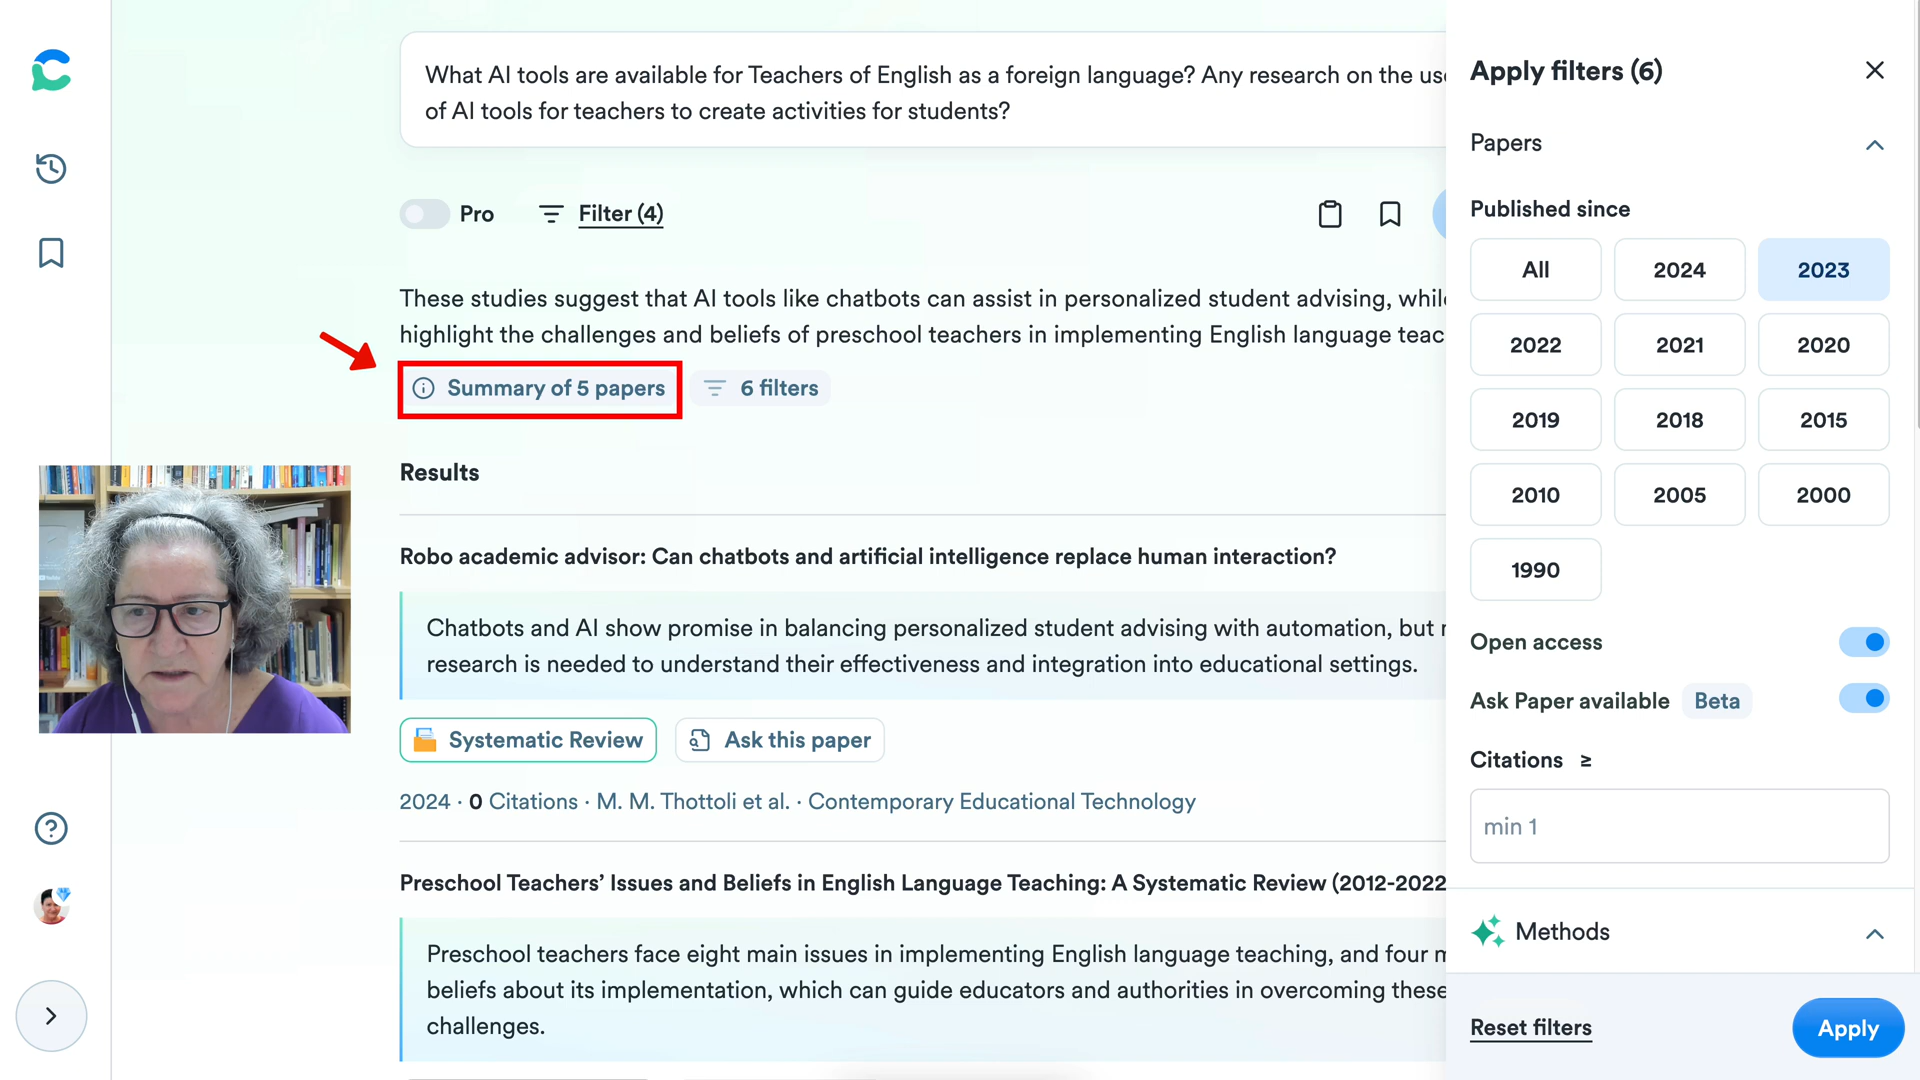 What AI tools are available for Teachers of English as a foreign language? Any research on the use
of AI tools for teachers to create activities for students?
Pro
Filter (4)
These studies suggest that AI tools like chatbots can assist in personalized student advising, while
highlight the challenges and beliefs of preschool teachers in implementing English language teac
Summary of 5 papers
6 filters
Results
Robo academic advisor: Can chatbots and artificial intelligence replace human interaction?
Chatbots and AI show promise in balancing personalized student advising with automation, but
research is needed to understand their effectiveness and integration into educational settings.
Systematic Review
Ask this paper
2024 · 0 Citations · M. M. Thottoli et al. · Contemporary Educational Technology
Preschool Teachers’ Issues and Beliefs in English Language Teaching: A Systematic Review (2012-2022
Preschool teachers face eight main issues in implementing English language teaching, and four
beliefs about its implementation, which can guide educators and authorities in overcoming these
challenges.
Apply filters (6)
Papers
Published since
All
2024
2023
2022
2021
2020
2019
2018
2015
2010
2005
2000
1990
Open access
Ask Paper available Beta
Citations ≥
min 1
Methods
Reset filters
Apply